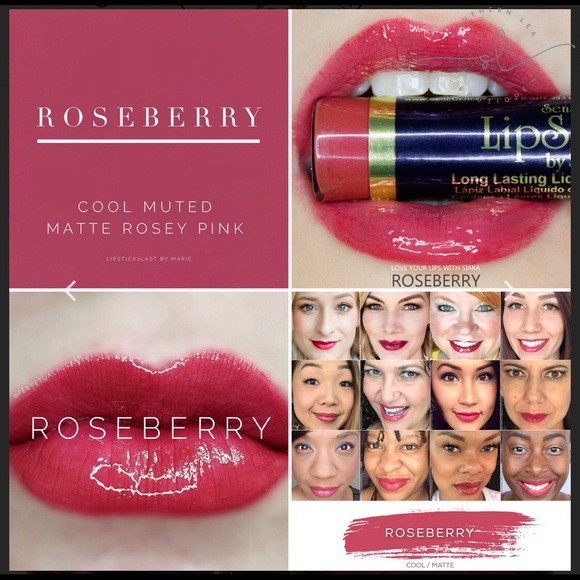 ROSEBERRY
COOL MUTED
MATTE ROSEY PINK
LIPSTICK2LAST BY MARIE
LipS
by
Long Lasting Liq
Lápiz Labial Líquido
LOVE YOUR LIPS WITH SIARA
ROSEBERRY
ROSEBERRY
ROSEBERRY
COOL / MATTE